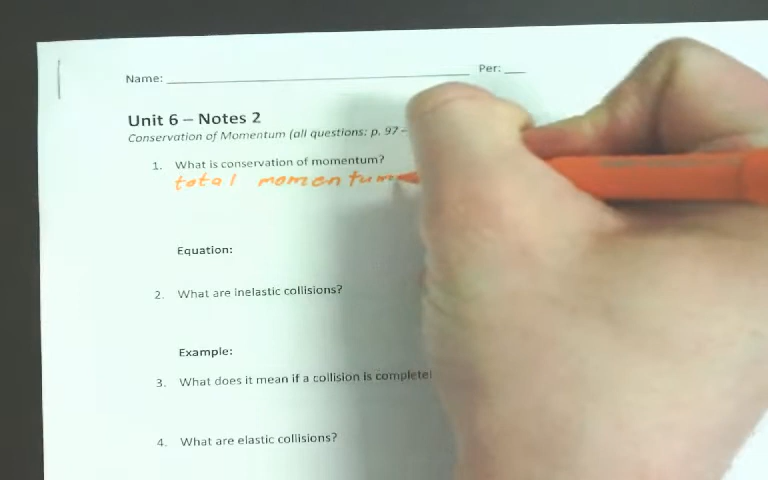 Name: Per:
Unit 6 – Notes 2
Conservation of Momentum (all questions: p. 97 –
1. What is conservation of momentum?
total momentum
Equation:
2. What are inelastic collisions?
Example:
3. What does it mean if a collision is
4. What are elastic collisions?